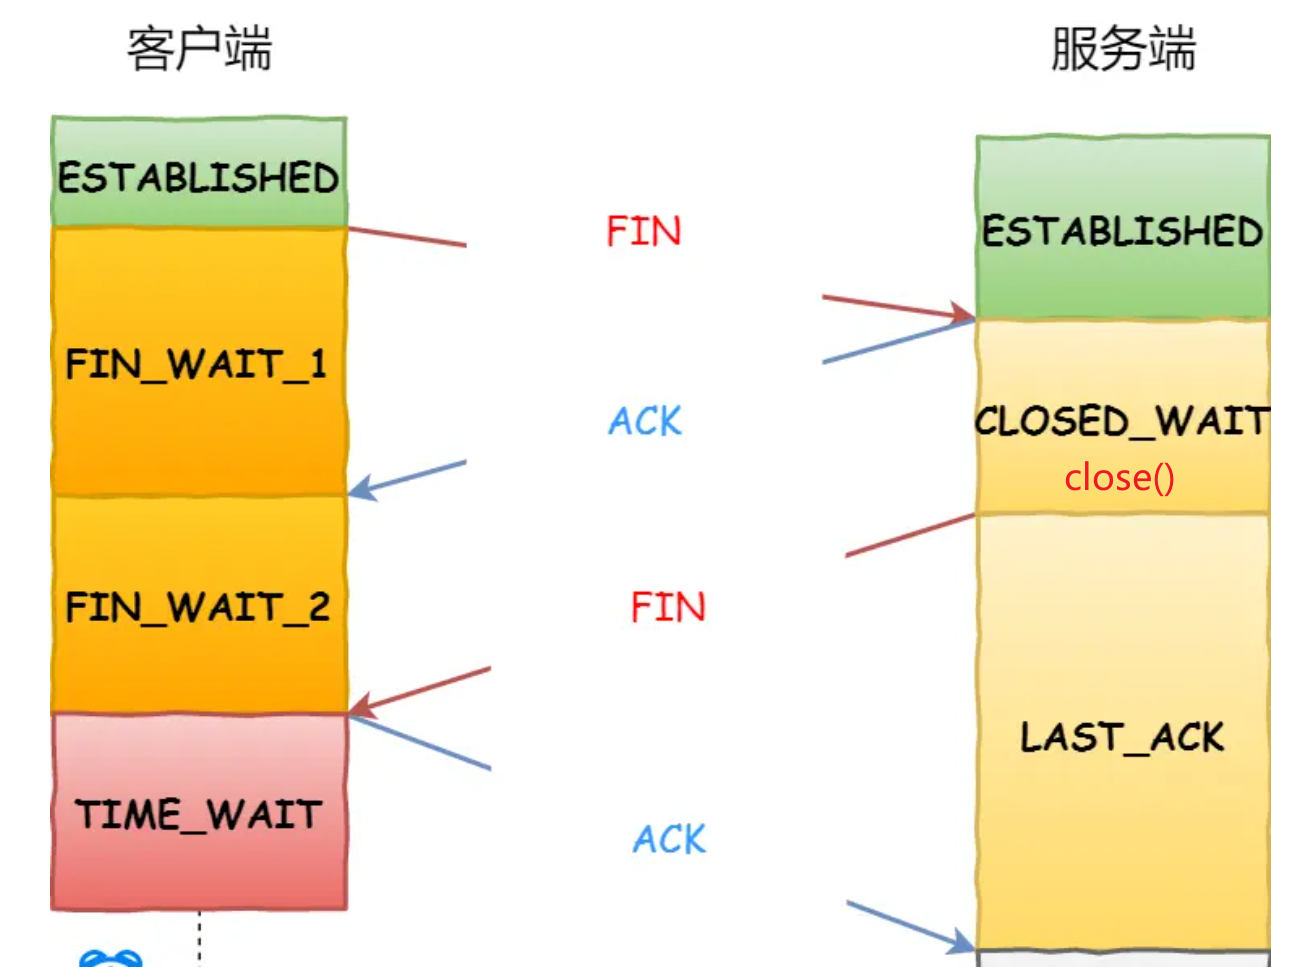 客户端
服务端
ESTABLISHED
FIN
ESTABLISHED
FIN_WAIT_1
ACK
CLOSED_WAIT
close()
FIN_WAIT_2
FIN
LAST_ACK
TIME_WAIT
ACK